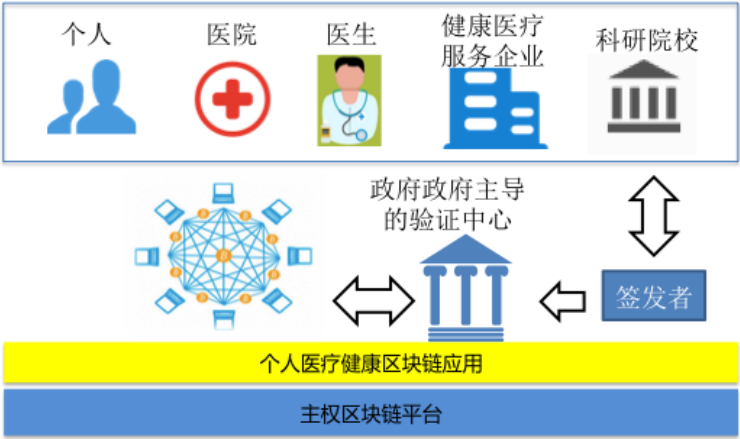 个人
医院
医生
健康医疗
服务企业
科研院校
政府政府主导
的验证中心
签发者
个人医疗健康区块链应用
主权区块链平台